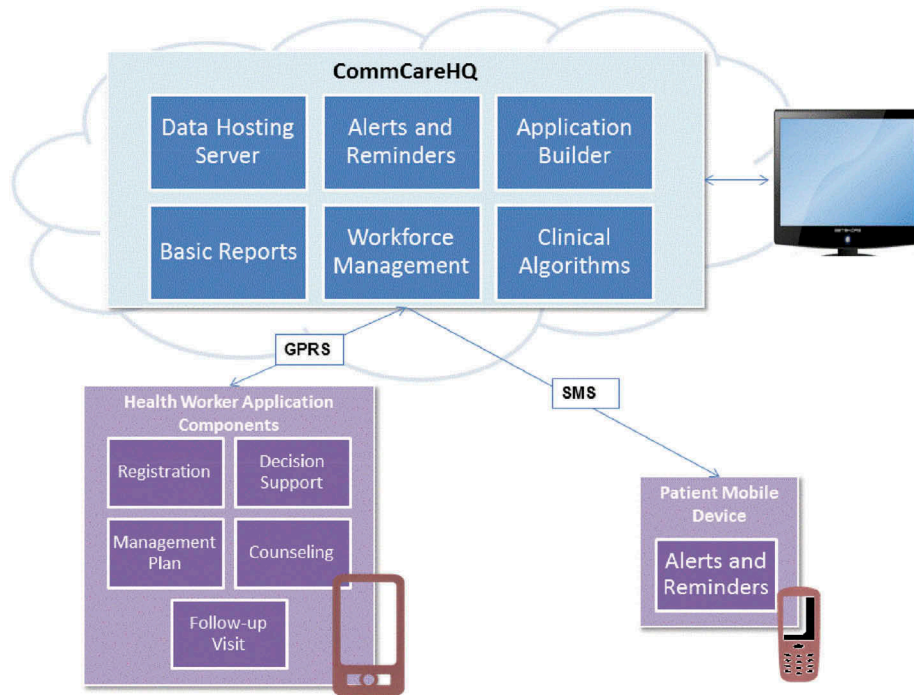 CommCareHQ
Data Hosting
Server
Alerts and
Reminders
Application
Builder
Basic Reports
Workforce
Management
Clinical
Algorithms
GPRS
SMS
Health Worker Application
Components
Registration
Decision
Support
Management
Plan
Counseling
Follow-up
Visit
Patient Mobile
Device
Alerts and
Reminders